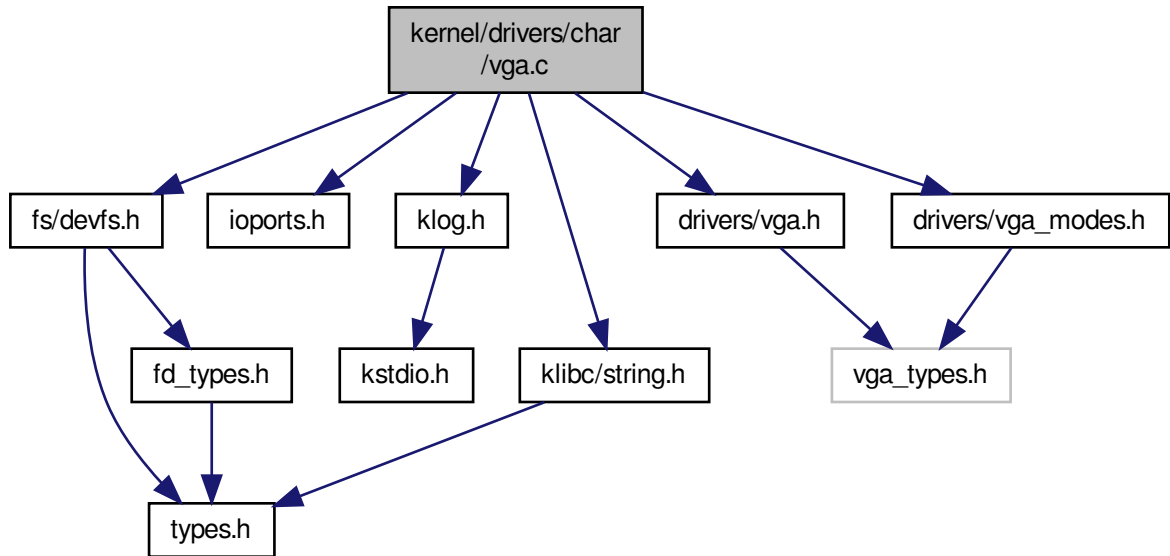 kernel/drivers/char
/vga.c
fs/devfs.h
ioports.h
klog.h
drivers/vga.h
drivers/vga_modes.h
fd_types.h
kstdio.h
klibc/string.h
vga_types.h
types.h